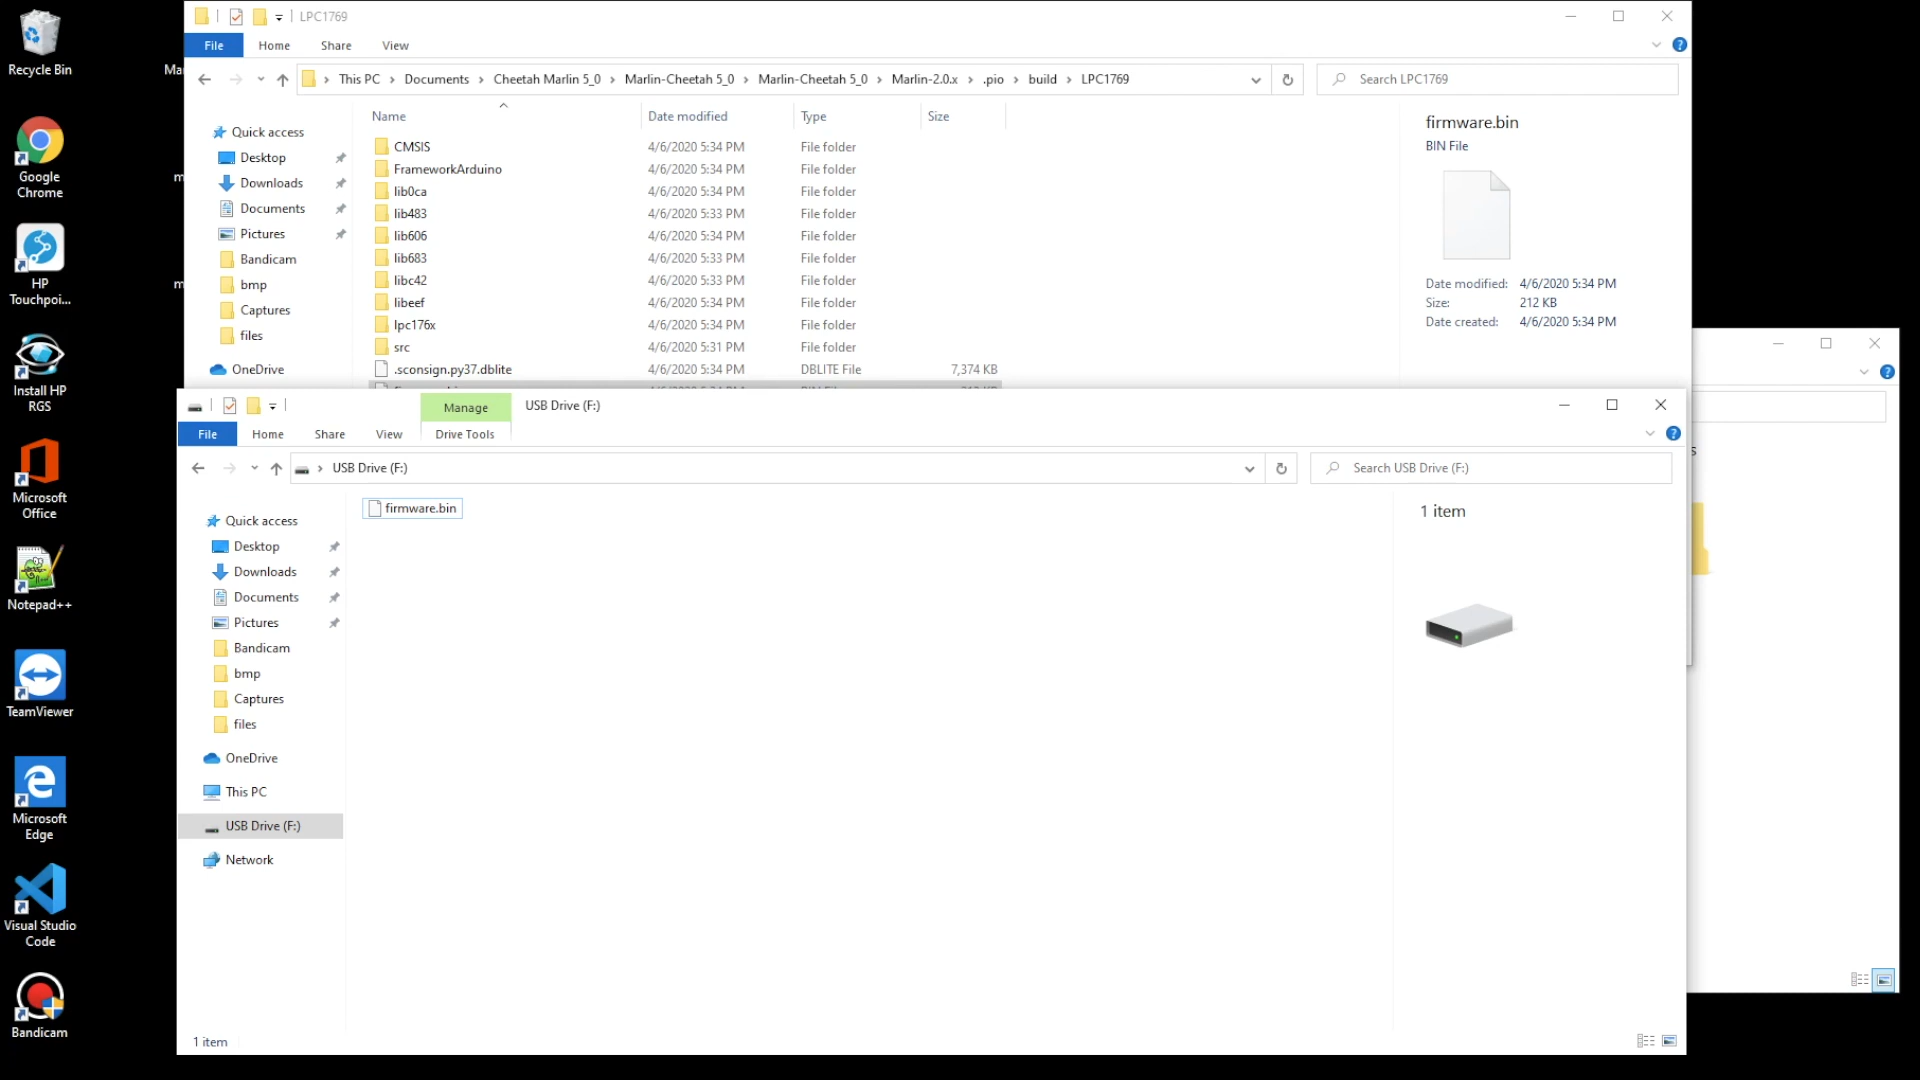 Recycle Bin
Google
Chrome
HP
Touchpoi...
Install HP
RGS
Microsoft
Office
Notepad++
TeamViewer
Microsoft
Edge
Visual Studio
Code
Bandicam
Ma
m
m
LPC1769
File Home Share View
This PC Documents Cheetah Marlin 5_0 Marlin-Cheetah 5_0 Marlin-Cheetah 5_0 Marlin-2.0.x .pio build LPC1769
Search LPC1769
Quick access
Desktop
Downloads
Documents
Pictures
Bandicam
bmp
Captures
files
OneDrive
Name Date modified Type Size
CMSIS 4/6/2020 5:34 PM File folder
FrameworkArduino 4/6/2020 5:34 PM File folder
lib0ca 4/6/2020 5:34 PM File folder
lib483 4/6/2020 5:33 PM File folder
lib606 4/6/2020 5:34 PM File folder
lib683 4/6/2020 5:33 PM File folder
libc42 4/6/2020 5:33 PM File folder
libeef 4/6/2020 5:34 PM File folder
lpc176x 4/6/2020 5:34 PM File folder
src 4/6/2020 5:31 PM File folder
.sconsign.py37.dblite 4/6/2020 5:34 PM DBLITE File 7,374 KB
firmware.bin
BIN File
Date modified: 4/6/2020 5:34 PM
Size: 212 KB
Date created: 4/6/2020 5:34 PM
s
Manage USB Drive (F:)
File Home Share View Drive Tools
USB Drive (F:)
Search USB Drive (F:)
Quick access
Desktop
Downloads
Documents
Pictures
Bandicam
bmp
Captures
files
OneDrive
This PC
USB Drive (F:)
Network
firmware.bin
1 item
1 item